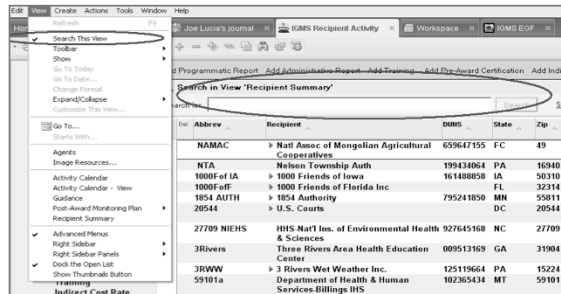 Edit View Create Actions Tools Window Help
Joe Lucia's journal × IGMS Recipient Activity × Workspace × IGMS EGF
Refresh F9
Search This View
Toolbar
Show
Go To Today
Go To Date...
Change Format
Expand/Collapse
Customize This View...
Go To...
Starts With...
Agents
Image Resources...
Activity Calendar
Activity Calendar - View
Guidance
Post-Award Monitoring Plan
Recipient Summary
Advanced Menus
Right Sidebar
Right Sidebar Panels
Dock the Open List
Show Thumbnails Button
Training
Indirect Cost Rate
d Programmatic Report Add Administrative Report Add Training Add Pre-Award Certification Add Indi
Search in View 'Recipient Summary'
Search
Del Abbrev Recipient DUNS State Zip
NAMAC Natl Assoc of Mongolian Agricultural 659647155 FC 49
Cooperatives
NTA Nelson Township Auth 199434064 PA 16940
1000Fof IA 1000 Friends of Iowa 161488858 IA 50310
1000FofF 1000 Friends of Florida Inc FL 32314
1854 AUTH 1854 Authority 795241850 MN 55811
20544 U.S. Courts DC 20544
27709 NIEHS HHS-Nat'l Ins. of Environmental Health 927645168 NC 27709
& Sciences
3Rivers Three Rivers Area Health Education 009513169 GA 31904
Center
3RWW 3 Rivers Wet Weather Inc. 125119664 PA 15224
59101a Department of Health & Human 102365434 MT 59101
Services-Billings IHS